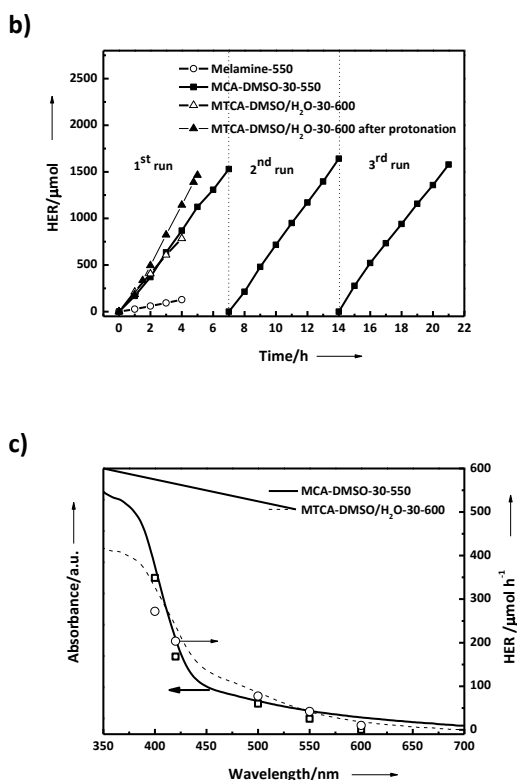 b)
2500
2000
1500
1000
500
0
HER/μmol
Melamine-550
MCA-DMSO-30-550
MTCA-DMSO/H₂O-30-600
MTCA-DMSO/H₂O-30-600 after protonation
1ˢᵗ run
2ⁿᵈ run
3ʳᵈ run
0 2 4 6 8 10 12 14 16 18 20 22
Time/h
c)
Absorbance/a.u.
MCA-DMSO-30-550
MTCA-DMSO/H₂O-30-600
600
500
400
300
200
100
0
HER /μmol h⁻¹
350 400 450 500 550 600 650 700
Wavelength/nm